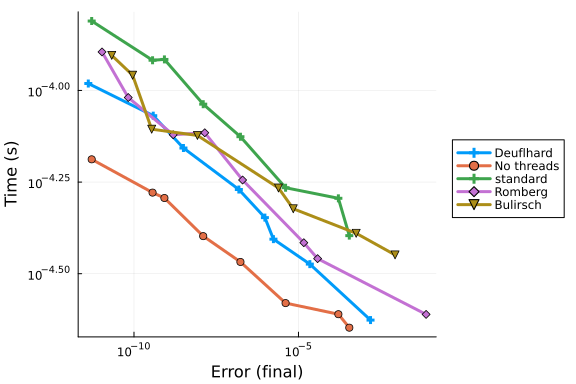 10^-4.00
10^-4.25
10^-4.50
Time (s)
10^-10
10^-5
Error (final)
Deuflhard
No threads
standard
Romberg
Bulirsch